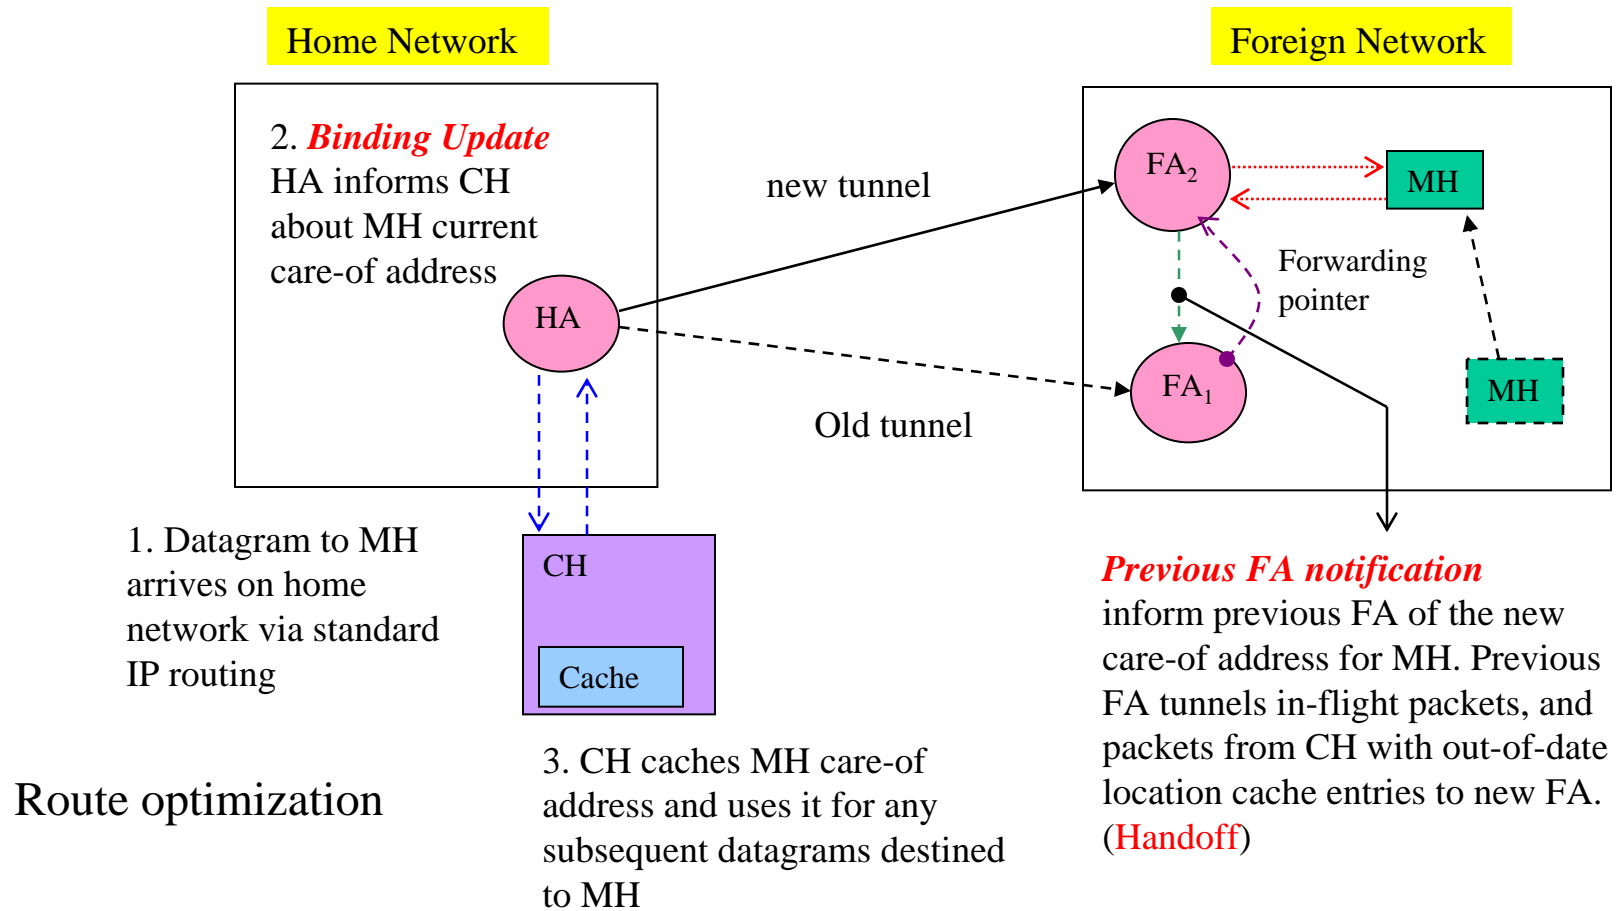 Home Network
Foreign Network
2. Binding Update
HA informs CH
about MH current
care-of address
HA
new tunnel
Old tunnel
FA2
MH
Forwarding
pointer
FA1
MH
1. Datagram to MH
arrives on home
network via standard
IP routing
CH
Cache
Previous FA notification
inform previous FA of the new
care-of address for MH. Previous
FA tunnels in-flight packets, and
packets from CH with out-of-date
location cache entries to new FA.
(Handoff)
3. CH caches MH care-of
address and uses it for any
subsequent datagrams destined
to MH
Route optimization